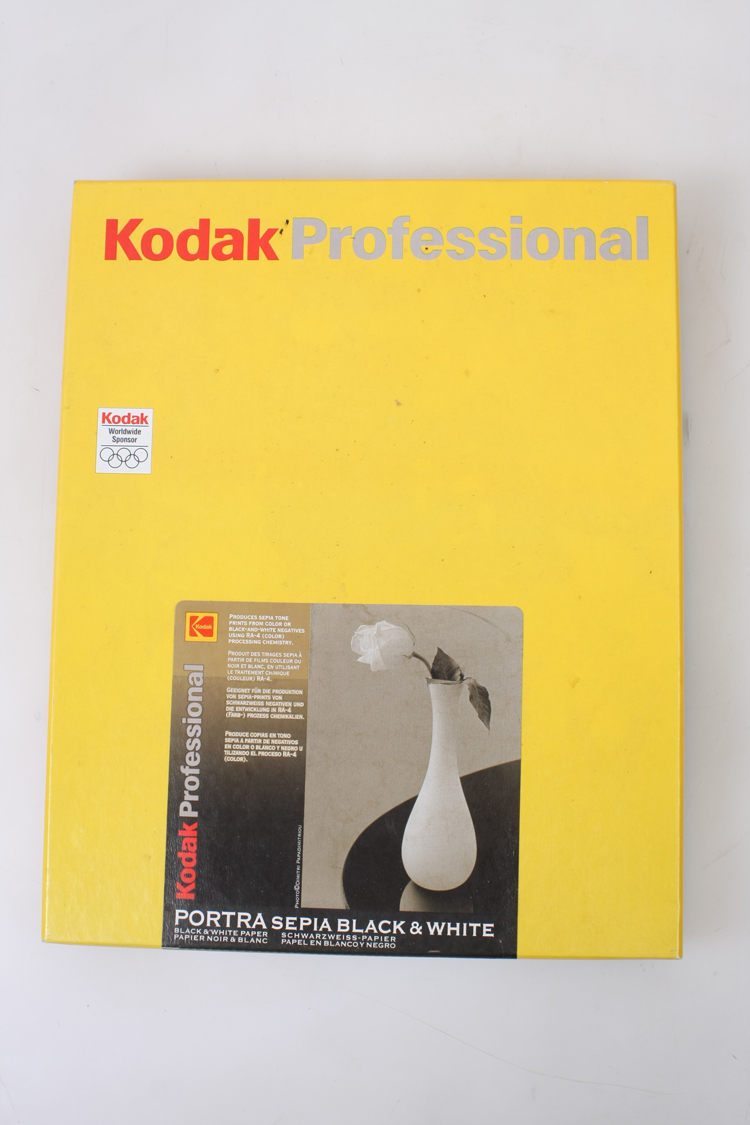 Kodak Professional
Kodak
Worldwide
Sponsor
Kodak
PRODUCES SEPIA TONE
PRINTS FROM COLOR OR
BLACK-AND-WHITE NEGATIVES
USING RA-4 (COLOR)
PROCESSING CHEMISTRY.
PRODUIT DES TIRAGES SEPIA À
PARTIR DE FILMS COULEUR OU
NOIR ET BLANC, EN UTILISANT
LE TRAITEMENT CHIMIQUE
(COULEUR) RA-4.
GEEIGNET FÜR DIE PRODUKTION
VON SEPIA-PRINTS VON
SCHWARZWEISS NEGATIVEN UND
DIE ENTWICKLUNG IN RA-4
(FARB-) PROZESS CHEMIKALIEN.
PRODUCE COPIAS EN TONO
SEPIA A PARTIR DE NEGATIVOS
EN COLOR O BLANCO Y NEGRO U
TILIZANDO EL PROCESO RA-4
(COLOR).
Kodak Professional
PHOTO©DIMITRI PAPADIMITRIOU
PORTRA SEPIA BLACK & WHITE
BLACK & WHITE PAPER SCHWARZWEISS-PAPIER
PAPIER NOIR & BLANC PAPEL EN BLANCO Y NEGRO